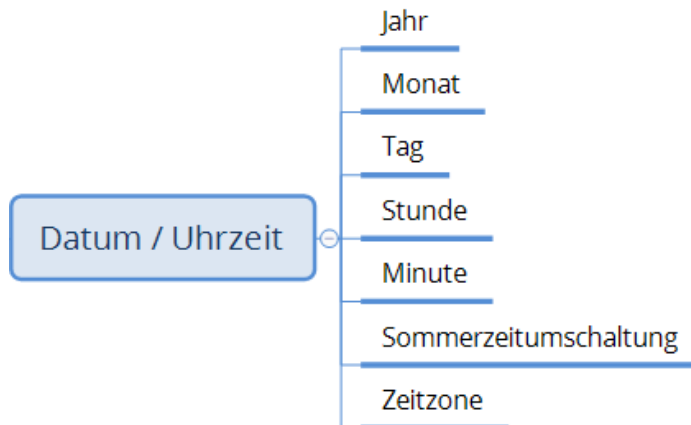 Jahr
Monat
Tag
Stunde
Datum / Uhrzeit
Minute
Sommerzeitumschaltung
Zeitzone